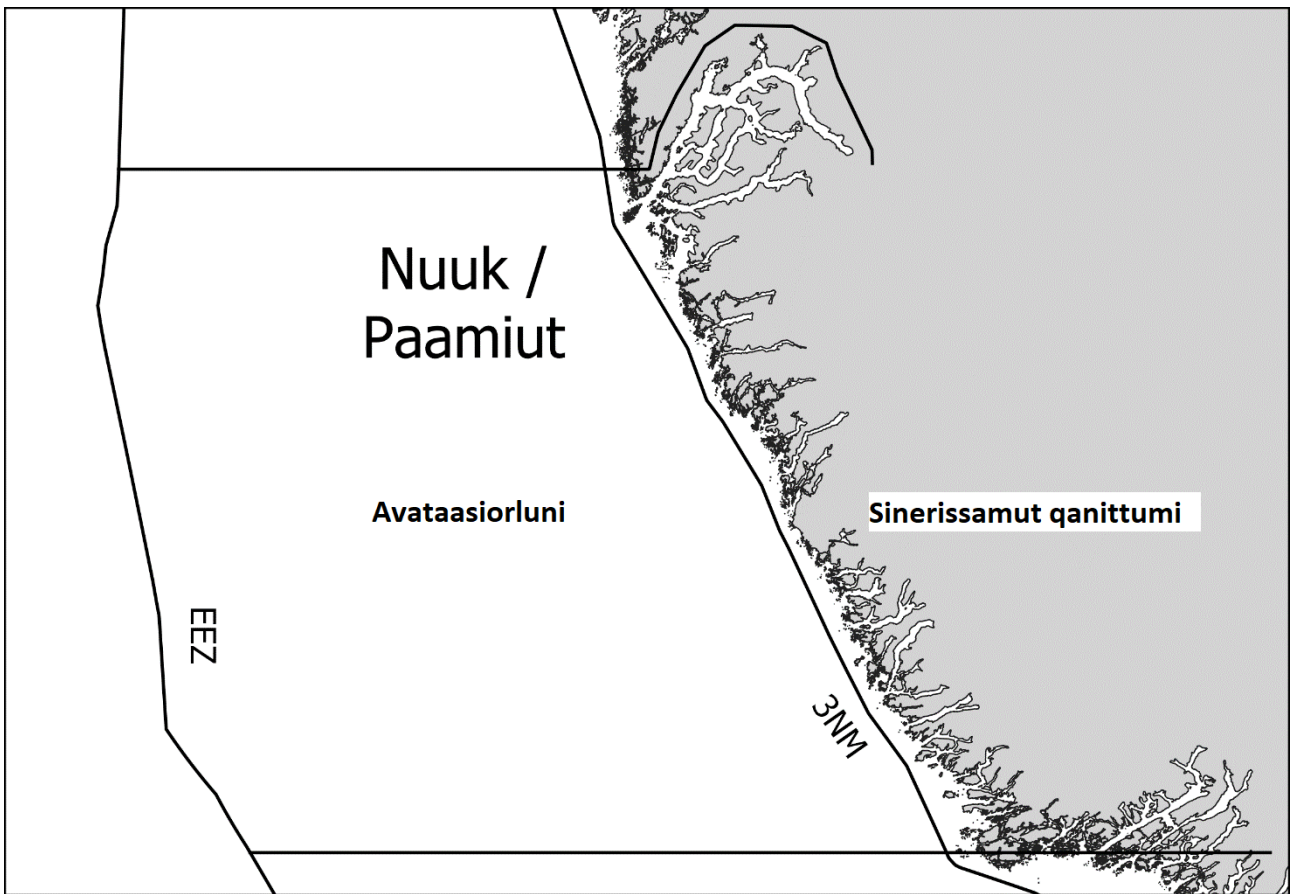 Nuuk /
Paamiut
Avataasiorluni
Sinerissamut qanittumi
EEZ
3NM